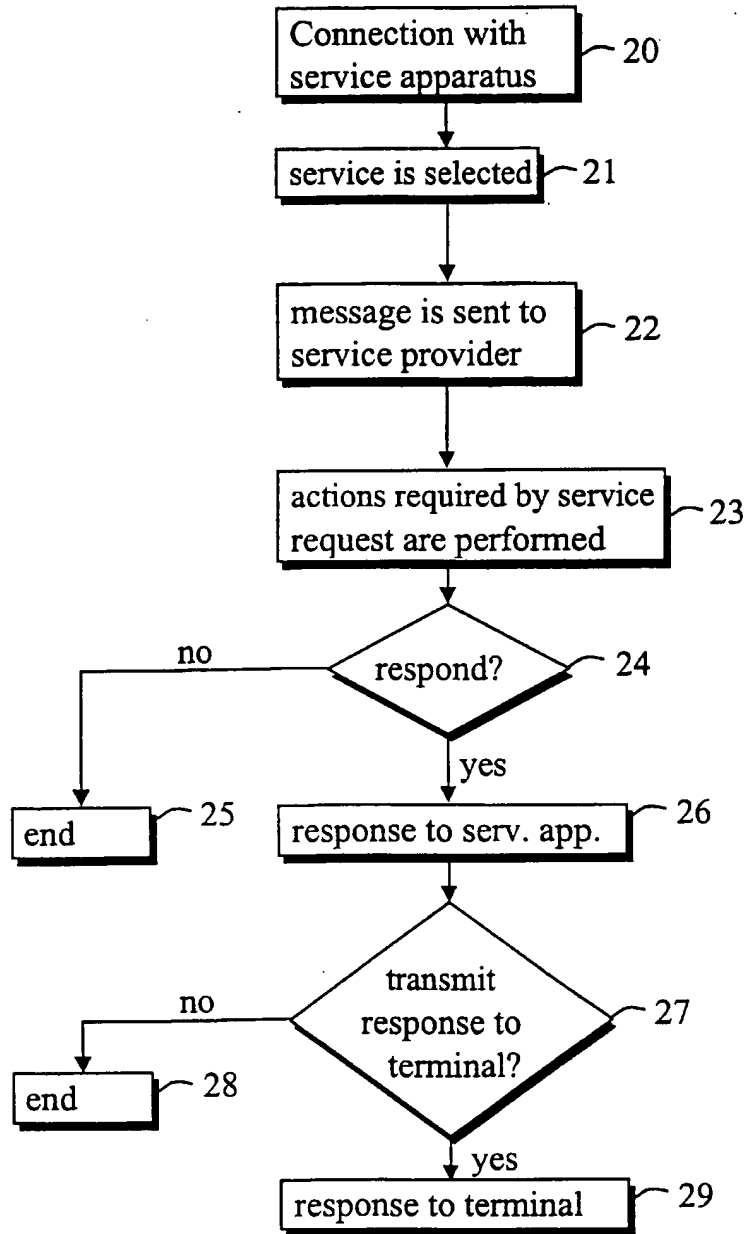 Connection with
service apparatus
20
service is selected
21
message is sent to
service provider
22
actions required by service
request are performed
23
respond?
24
no
yes
end
25
response to serv. app.
26
transmit
response to
terminal?
27
no
end
28
yes
response to terminal
29